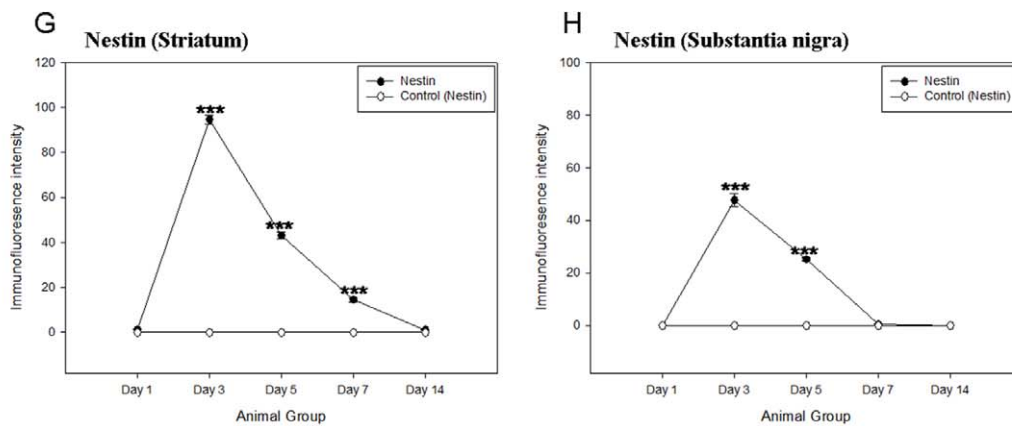 G
Nestin (Striatum)
120
100
80
60
40
20
0
Immunofluoresence intensity
Nestin
Control (Nestin)
***
***
***
Day 1 Day 3 Day 5 Day 7 Day 14
Animal Group
H
Nestin (Substantia nigra)
100
80
60
40
20
0
Immunofluoresence intensity
Nestin
Control (Nestin)
***
***
Day 1 Day 3 Day 5 Day 7 Day 14
Animal Group